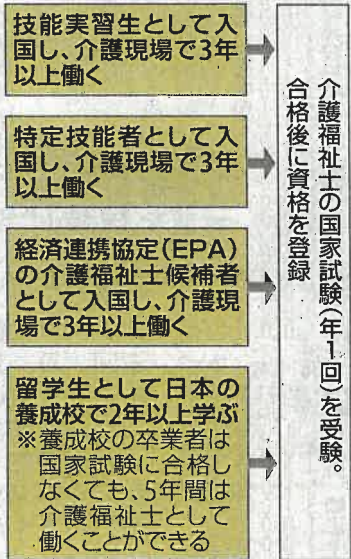 技能実習生として入
国し、介護現場で3年
以上働く
特定技能者として入
国し、介護現場で3年
以上働く
経済連携協定(EPA)
の介護福祉士候補者
として入国し、介護現
場で3年以上働く
留学生として日本の
養成校で2年以上学ぶ
※養成校の卒業者は
国家試験に合格し
なくても、5年間は
介護福祉士として
働くことができる
介護福祉士の国家試験(年1回)を受験。
合格後に資格を登録